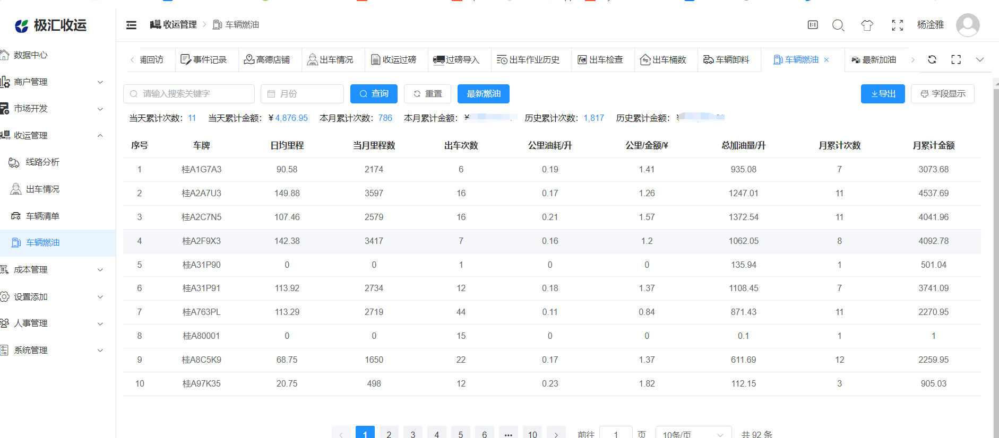 极汇收运
收运管理 车辆燃油
杨淦雅
数据中心
商户管理
市场开发
收运管理
线路分析
出车情况
车辆清单
车辆燃油
成本管理
设置添加
人事管理
系统管理
铺回访 事件记录 高德店铺 出车情况 收运过磅 过磅导入 出车作业历史 出车检查 出车桶数 车辆卸料 车辆燃油 × 最新加油
请输入搜索关键字 月份 查询 重置 最新燃油 导出 字段显示
当天累计次数：11 当天累计金额：¥4,876.95 本月累计次数：786 本月累计金额：¥ 历史累计次数：1,817 历史累计金额：¥
序号 车牌 日均里程 当月里程数 出车次数 公里油耗/升 公里/金额/¥ 总加油量/升 月累计次数 月累计金额
1 桂A1G7A3 90.58 2174 6 0.19 1.41 935.08 7 3073.68
2 桂A2A7U3 149.88 3597 16 0.17 1.26 1247.01 11 4537.69
3 桂A2C7N5 107.46 2579 16 0.21 1.57 1372.54 11 4041.96
4 桂A2F9X3 142.38 3417 7 0.16 1.2 1062.05 8 4092.78
5 桂A31P90 0 0 1 0 0 135.94 1 501.04
6 桂A31P91 113.92 2734 12 0.18 1.37 1108.45 7 3741.09
7 桂A763PL 113.29 2719 44 0.11 0.84 871.43 11 2270.95
8 桂A80001 0 0 15 0 0 0.1 1 1
9 桂A8C5K9 68.75 1650 22 0.17 1.37 611.69 12 2259.95
10 桂A97K35 20.75 498 12 0.23 1.82 112.15 3 905.03
1 2 3 4 5 6 ••• 10 前往 1 页 10条/页 共 92 条